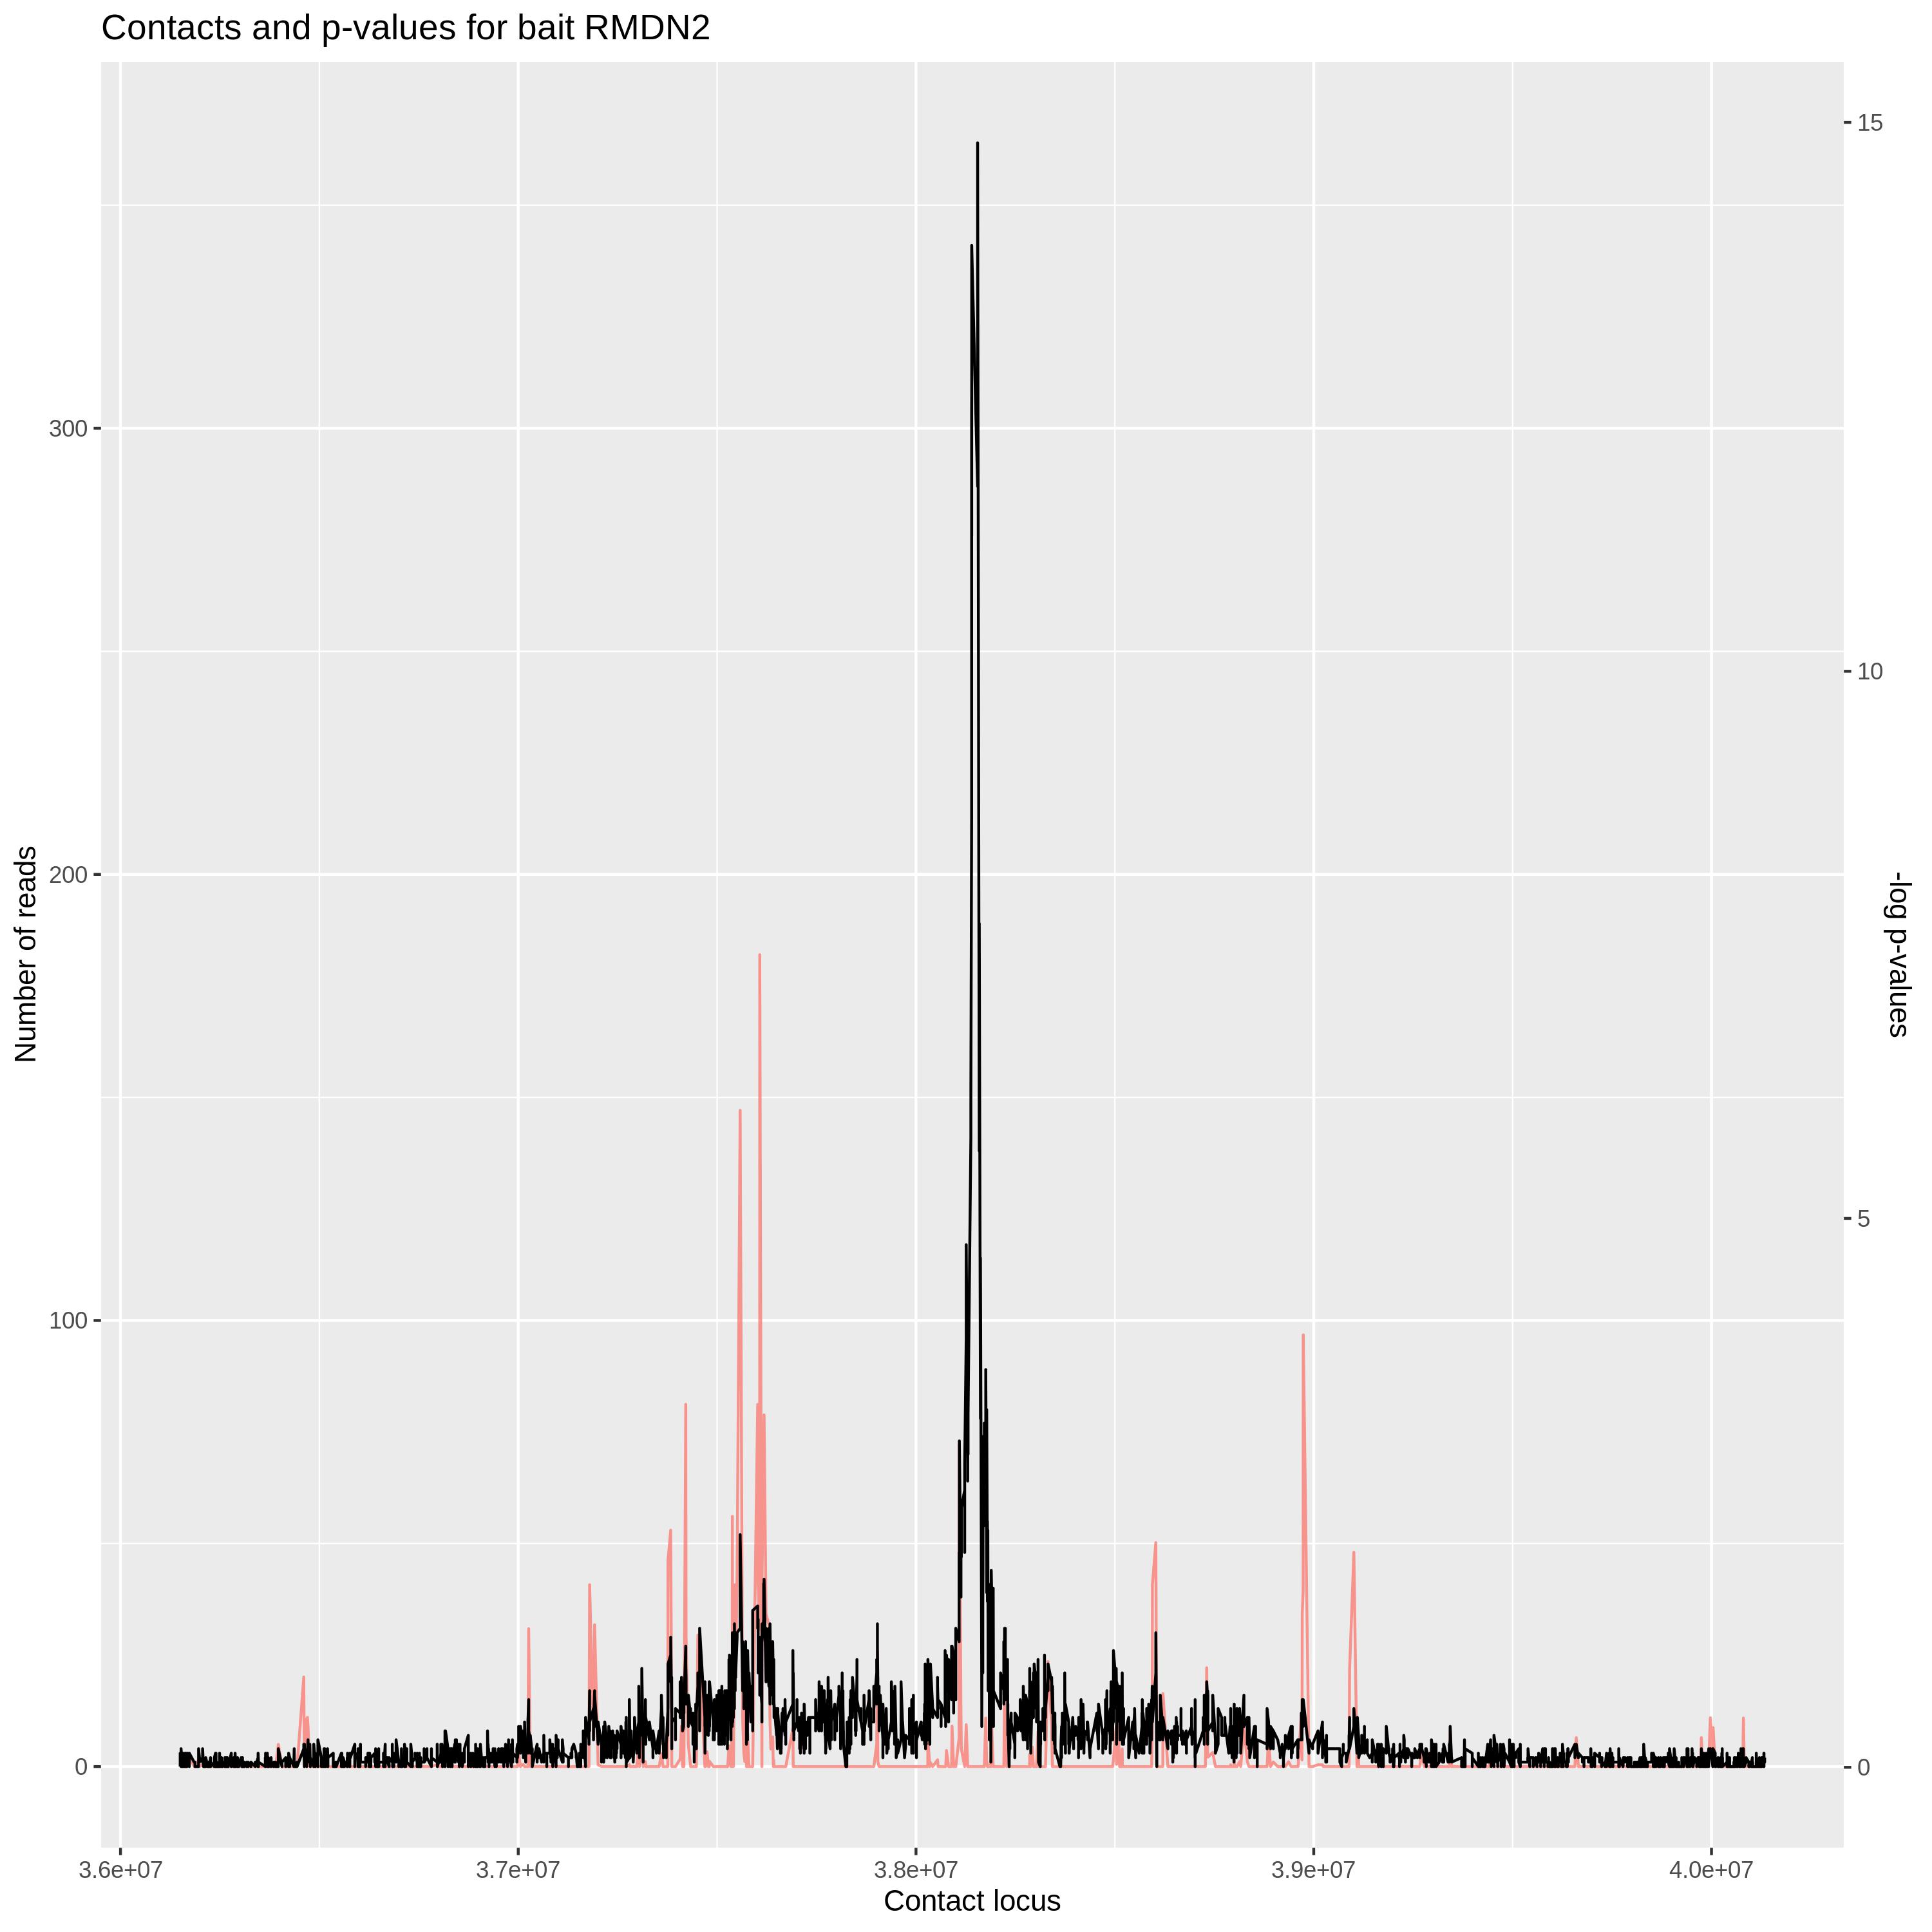 Contacts and p-values for bait RMDN2
Number of reads
300
200
100
0
15
10
5
0
-log p-values
3.6e+07
3.7e+07
3.8e+07
3.9e+07
4.0e+07
Contact locus